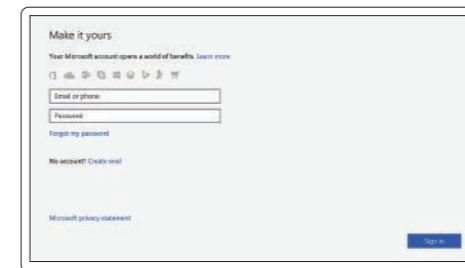 Make it yours
Your Microsoft account opens a world of benefits. Learn more
Email or phone
Password
Forgot my password
No account? Create one!
Microsoft privacy statement
Sign in